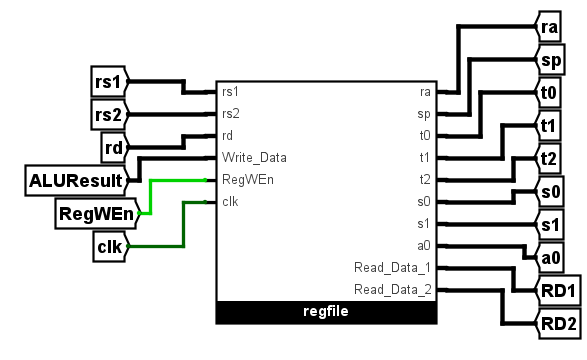 rs1
rs2
rd
ALUResult
RegWEn
clk
rs1
rs2
rd
Write_Data
RegWEn
clk
ra
sp
t0
t1
t2
s0
s1
a0
Read_Data_1
Read_Data_2
regfile
ra
sp
t0
t1
t2
s0
s1
a0
RD1
RD2